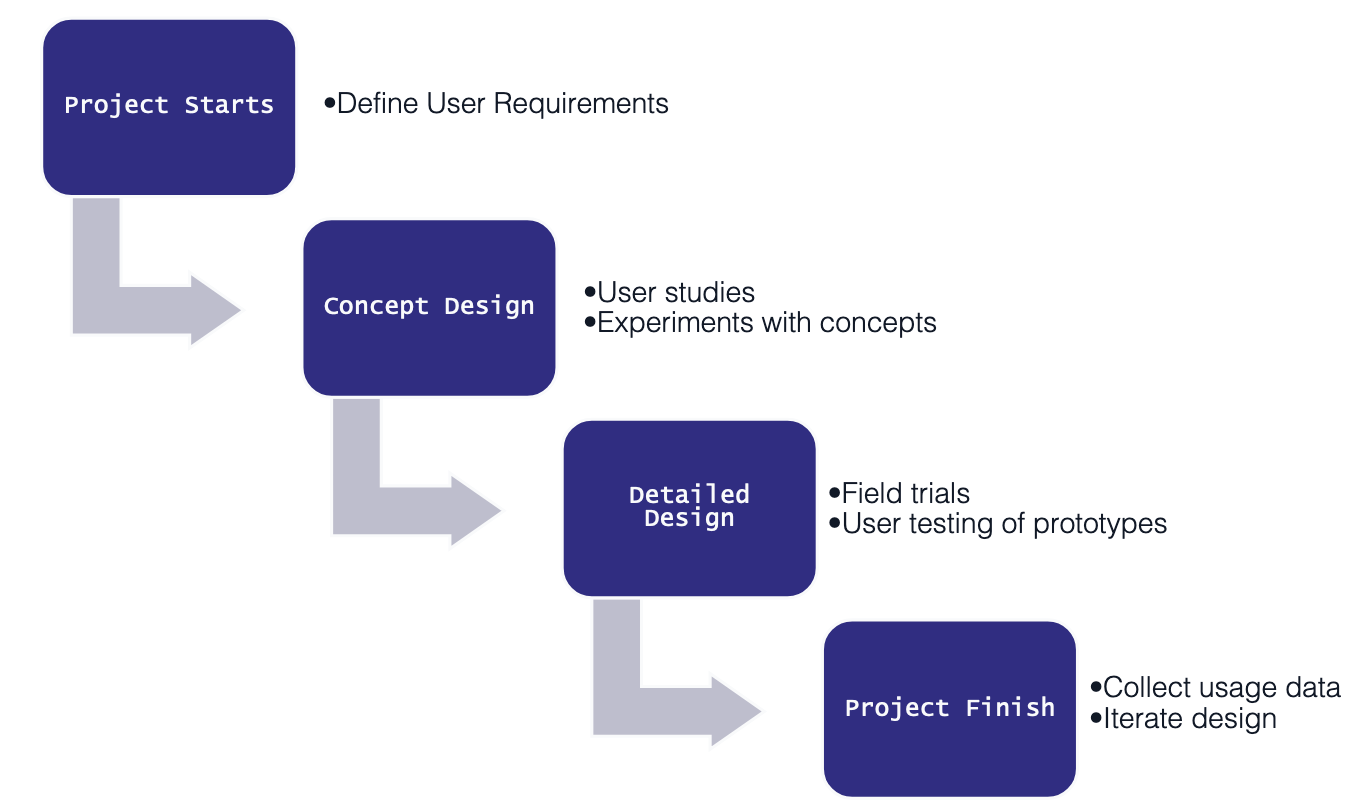 Project Starts
•Define User Requirements
Concept Design
•User studies
•Experiments with concepts
Detailed
Design
•Field trials
•User testing of prototypes
Project Finish
•Collect usage data
•Iterate design